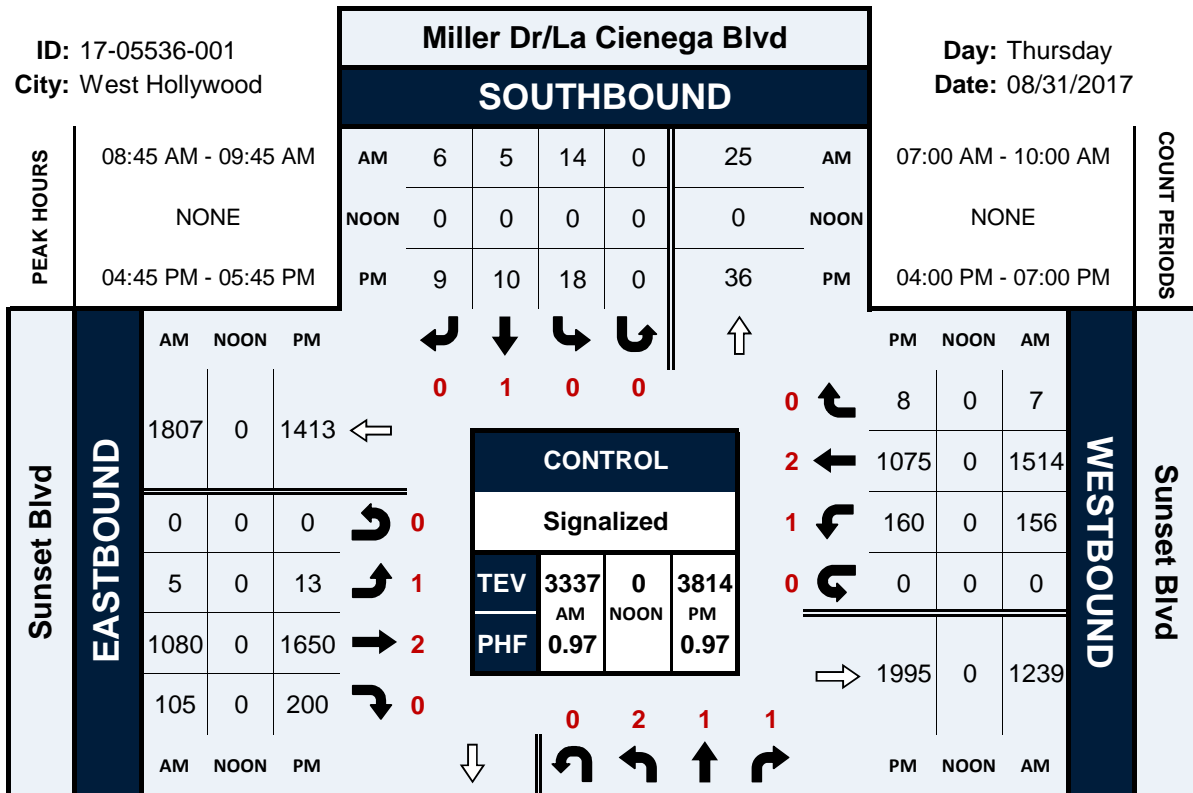 ID: 17-05536-001
City: West Hollywood
Miller Dr/La Cienega Blvd
SOUTHBOUND
Day: Thursday
Date: 08/31/2017
PEAK HOURS
08:45 AM - 09:45 AM
NONE
04:45 PM - 05:45 PM
AM 6 5 14 0 25 AM
NOON 0 0 0 0 0 NOON
PM 9 10 18 0 36 PM
07:00 AM - 10:00 AM
NONE
04:00 PM - 07:00 PM
COUNT PERIODS
0 1 0 0
Sunset Blvd
EASTBOUND
AM NOON PM
1807 0 1413
0 0 0 0
5 0 13 1
1080 0 1650 2
105 0 200 0
AM NOON PM
CONTROL
Signalized
TEV 3337 0 3814
AM NOON PM
PHF 0.97 0.97
PM NOON AM
0 8 0 7
2 1075 0 1514
1 160 0 156
0 0 0 0
1995 0 1239
PM NOON AM
WESTBOUND
Sunset Blvd
0 2 1 1